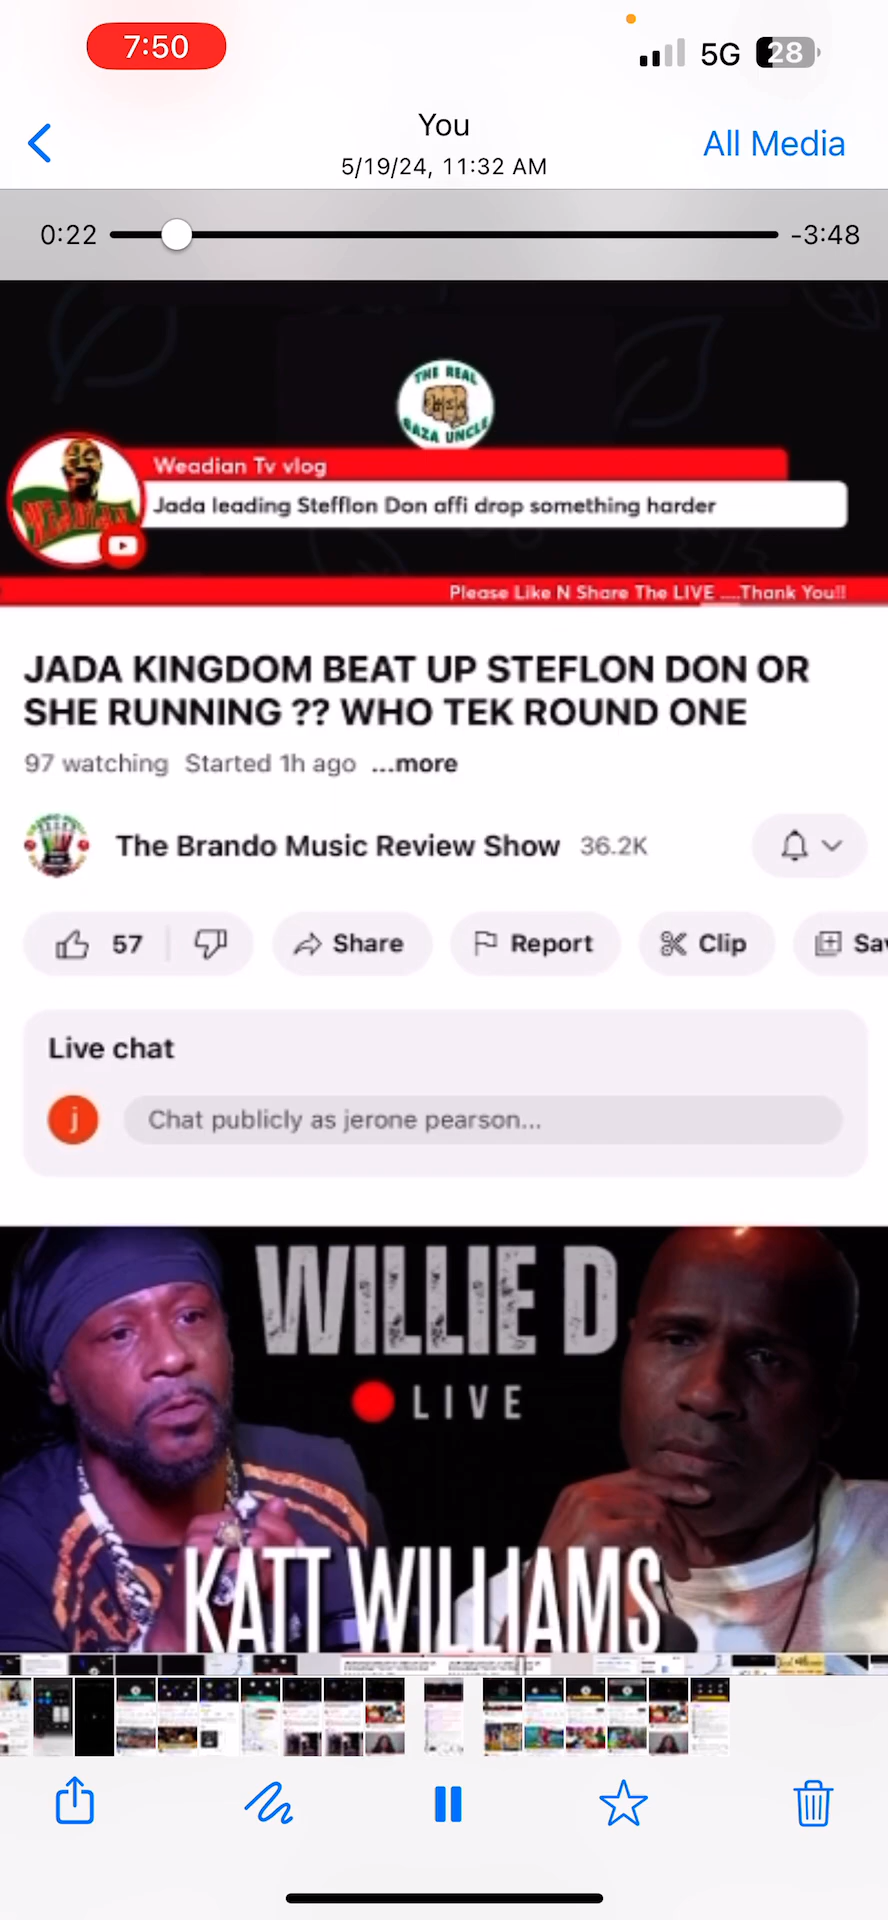 7:50
5G 28
You
5/19/24, 11:32 AM
All Media
0:22
-3:48
THE REAL
GAZA UNCLE
Weadian Tv vlog
Jada leading Stefflon Don affi drop something harder
Please Like N Share The LIVE ....Thank You!!
JADA KINGDOM BEAT UP STEFLON DON OR
SHE RUNNING ?? WHO TEK ROUND ONE
97 watching Started 1h ago ...more
The Brando Music Review Show 36.2K
57
Share
Report
Clip
Sav
Live chat
j
Chat publicly as jerone pearson...
WILLIE D
LIVE
KATT WILLIAMS